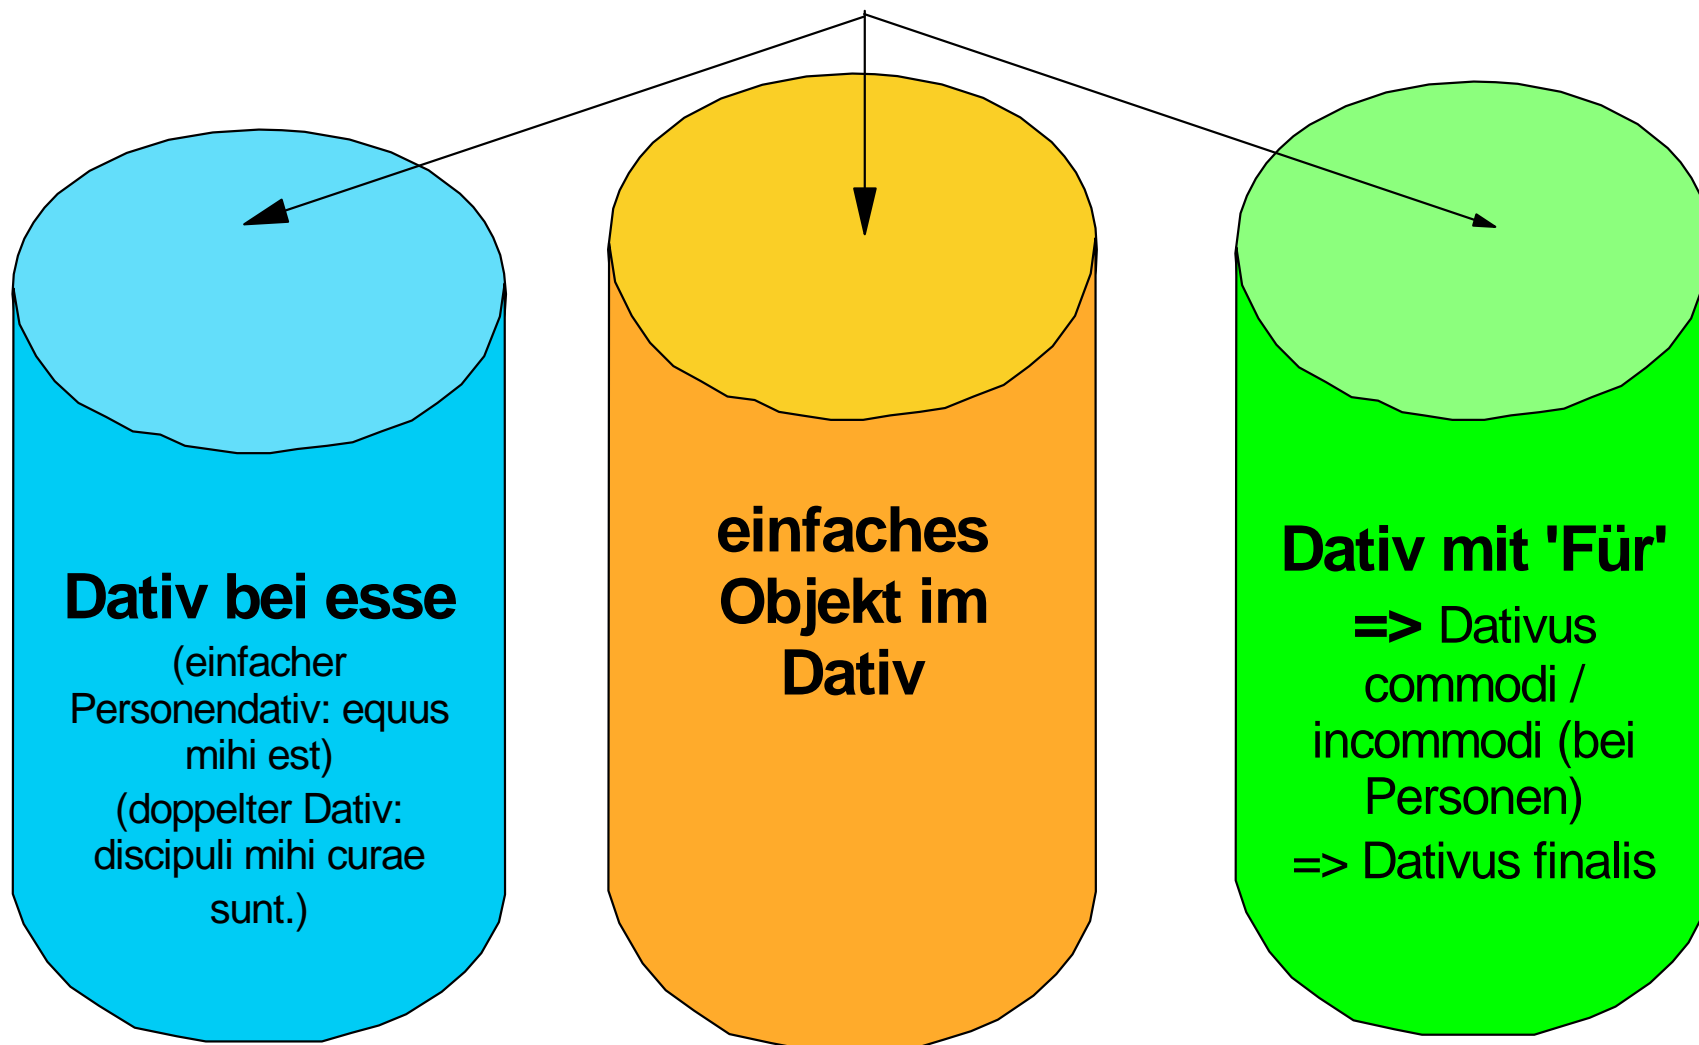 Dativ bei esse
(einfacher
Personendativ: equus
mihi est)
(doppelter Dativ:
discipuli mihi curae
sunt.)
einfaches
Objekt im
Dativ
Dativ mit 'Für'
=> Dativus
commodi /
incommodi (bei
Personen)
=> Dativus finalis